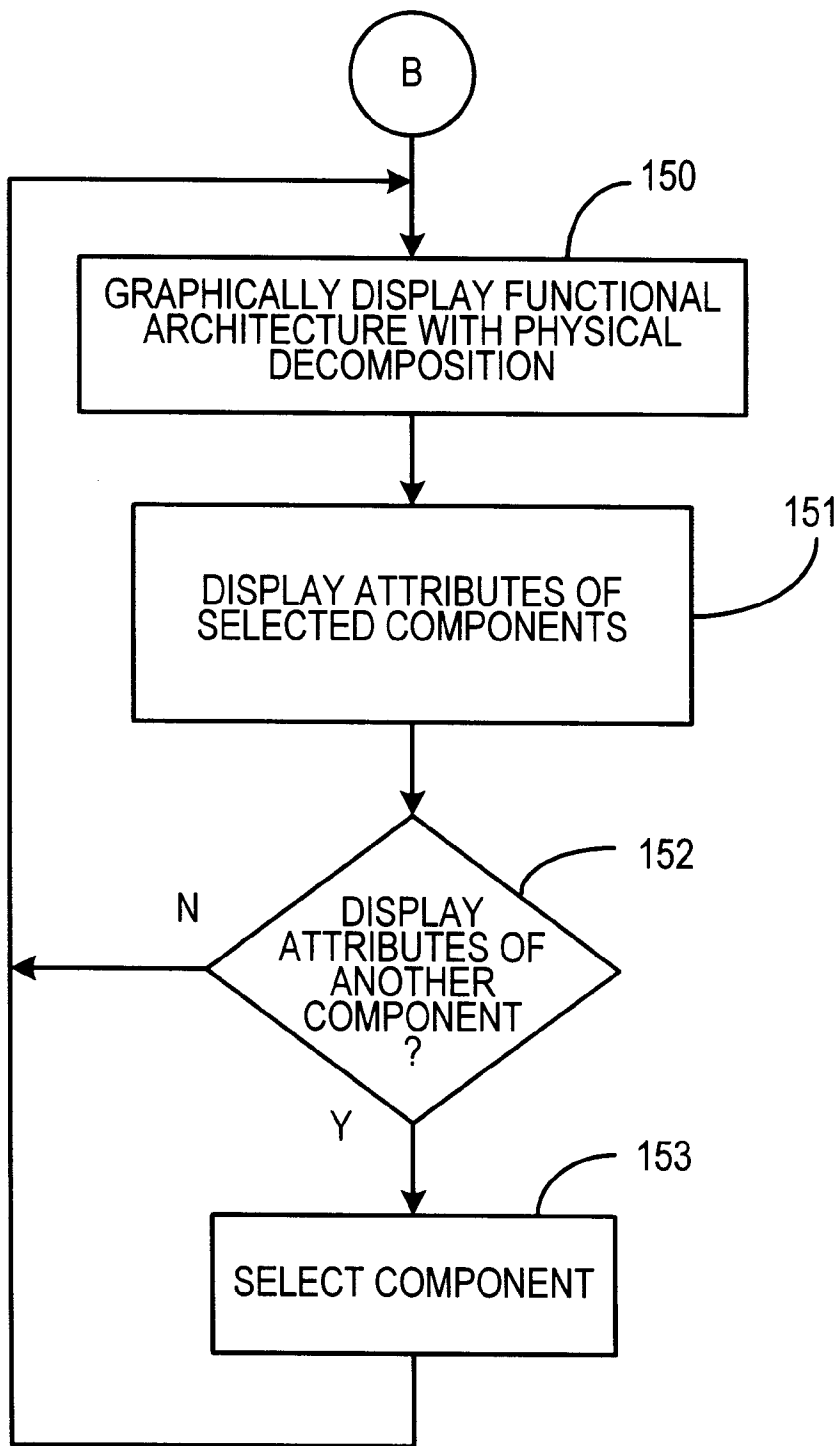 B
150
GRAPHICALLY DISPLAY FUNCTIONAL
ARCHITECTURE WITH PHYSICAL
DECOMPOSITION
151
DISPLAY ATTRIBUTES OF
SELECTED COMPONENTS
152
N
DISPLAY
ATTRIBUTES OF
ANOTHER
COMPONENT
?
Y
153
SELECT COMPONENT